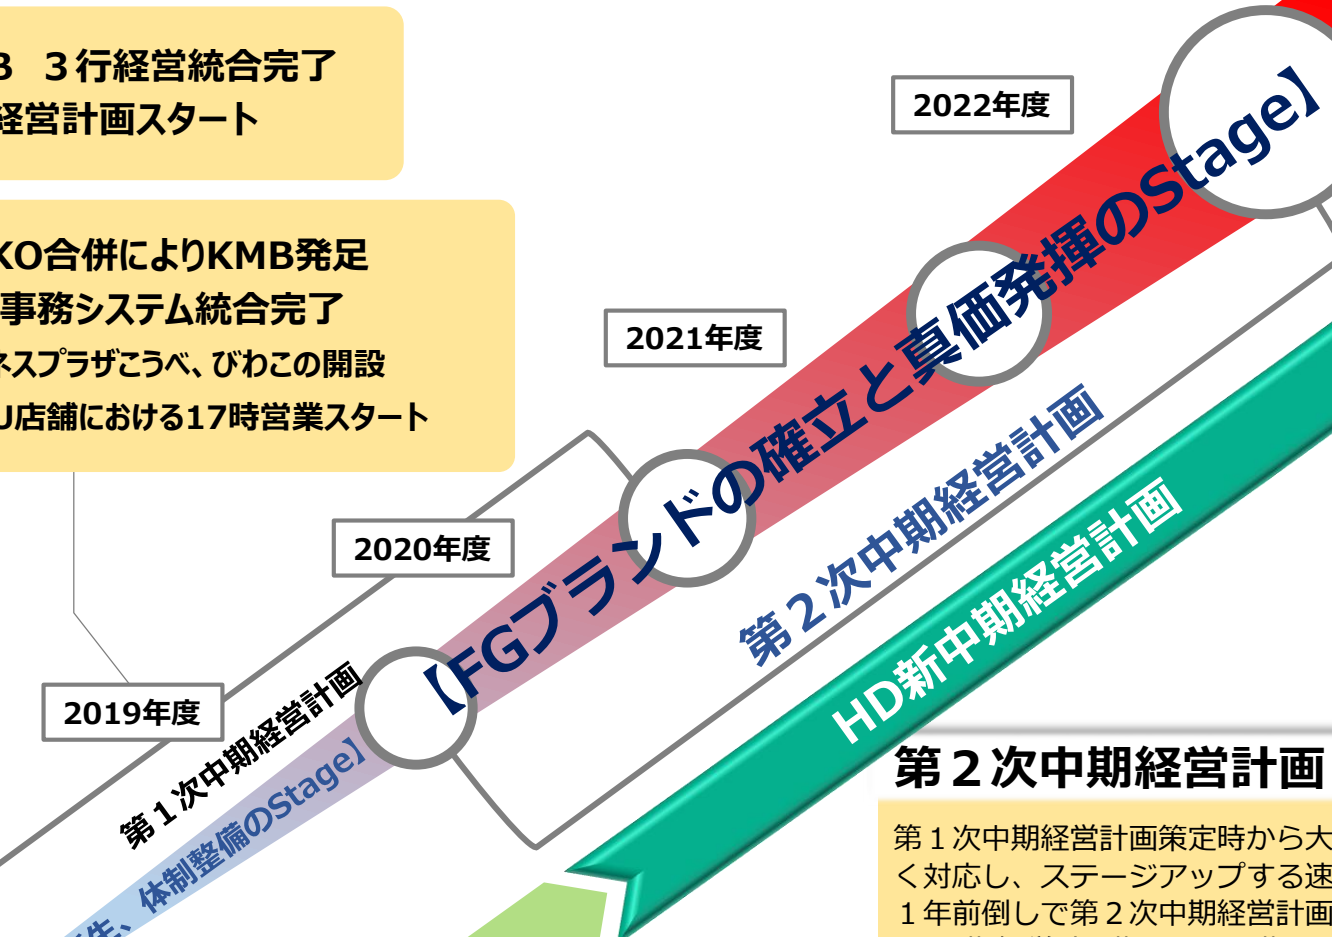 B ３行経営統合完了
経営計画スタート
KO合併によりKMB発足
事務システム統合完了
ネスプラザこうべ、びわこの開設
店舗における17時営業スタート
2022年度
2021年度
2020年度
2019年度
【FGブランドの確立と真価発揮のStage】
第２次中期経営計画
HD新中期経営計画
第１次中期経営計画
生、体制整備のStage】
第２次中期経営計画
第１次中期経営計画策定時から大
く対応し、ステージアップする速
１年前倒しで第２次中期経営計画